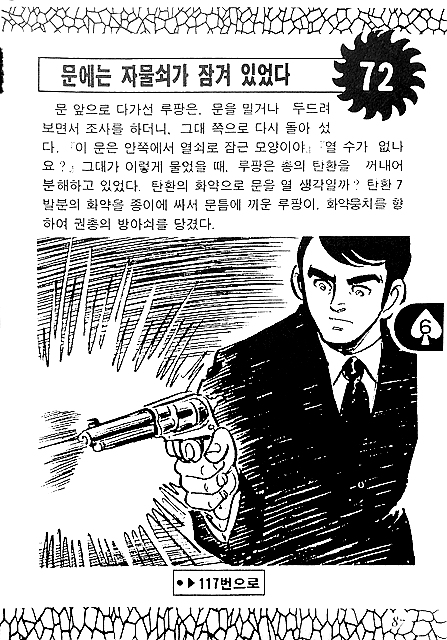 문에는 자물쇠가 잠겨 있었다
72
문 앞으로 다가선 루팡은, 문을 밀거나 두드려
보면서 조사를 하더니, 그대 쪽으로 다시 돌아 섰
다. 「이 문은 안쪽에서 열쇠로 잠근 모양이야」 「열 수가 없나
요?」 그대가 이렇게 물었을 때, 루팡은 총의 탄환을 꺼내어
분해하고 있었다. 탄환의 화약으로 문을 열 생각일까? 탄환 7
발분의 화약을 종이에 싸서 문틈에 끼운 루팡이, 화약뭉치를 향
하여 권총의 방아쇠를 당겼다.
6
●▶117번으로